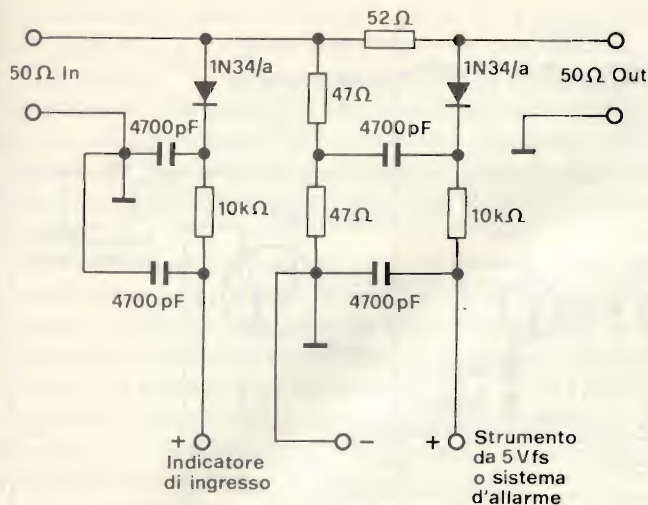 52Ω
50Ω In
1N34/a
47Ω
1N34/a
50Ω Out
4700pF
4700pF
10kΩ
47Ω
10kΩ
4700pF
4700pF
+
Indicatore
di ingresso
-
+
Strumento
da 5Vfs
o sistema
d'allarme